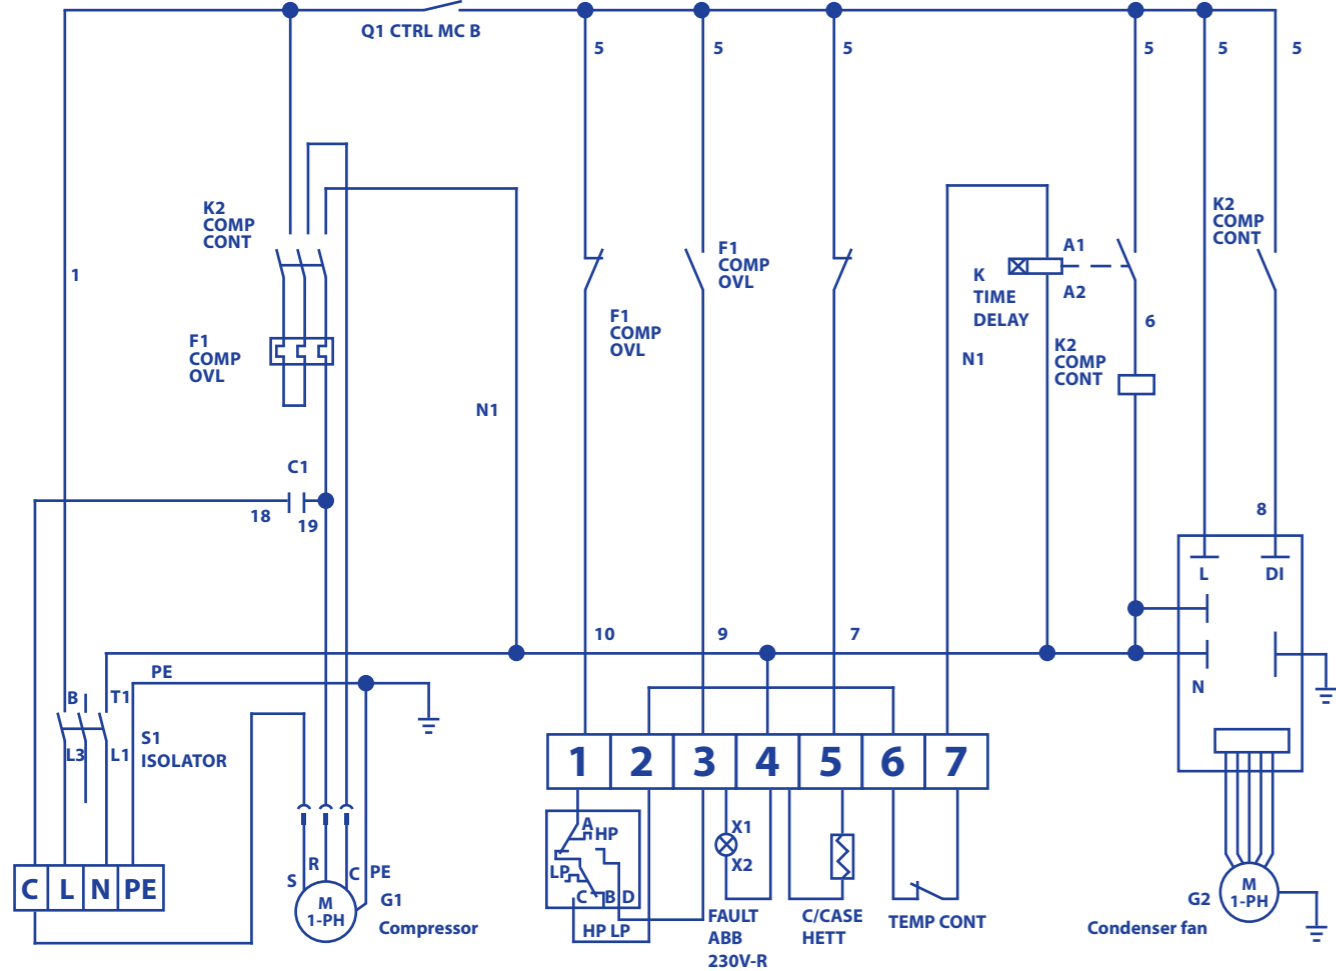 Q1 CTRL MC B
5
5
5
5
5
5
K2
COMP
CONT
K2
COMP
CONT
F1
COMP
OVL
1
A1
K
TIME
DELAY
A2
F1
COMP
OVL
6
F1
COMP
OVL
K2
COMP
CONT
N1
N1
C1
18
19
8
L
DI
10
9
7
PE
N
B
T1
L3
L1
S1
ISOLATOR
1
2
3
4
5
6
7
A
HP
X1
X2
LP
C
B
D
HP LP
R
S
C
PE
G1
M
1-PH
Compressor
C
L
N
PE
FAULT
ABB
230V-R
C/CASE
HETT
TEMP CONT
G2
M
1-PH
Condenser fan